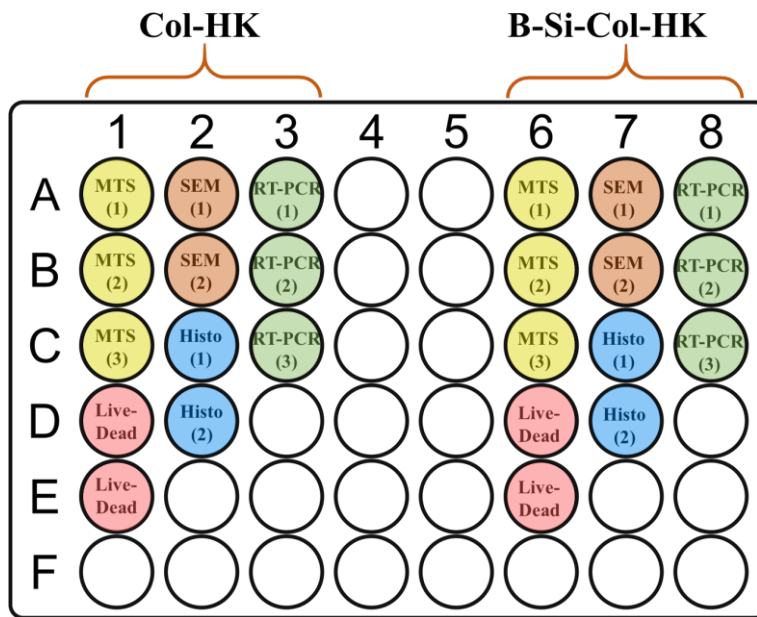 Col-HK B-Si-Col-HK
1 2 3 4 5 6 7 8
A MTS (1) SEM (1) RT-PCR (1) MTS (1) SEM (1) RT-PCR (1)
B MTS (2) SEM (2) RT-PCR (2) MTS (2) SEM (2) RT-PCR (2)
C MTS (3) Histo (1) RT-PCR (3) MTS (3) Histo (1) RT-PCR (3)
D Live-Dead Histo (2) Live-Dead Histo (2)
E Live-Dead Live-Dead
F